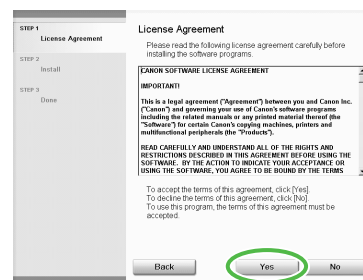 STEP 1
License Agreement
STEP 2
Install
STEP 3
Done
License Agreement
Please read the following license agreement carefully before
installing the software programs.
CANON SOFTWARE LICENSE AGREEMENT
IMPORTANT!
This is a legal agreement ("Agreement") between you and Canon Inc.
("Canon") and governing your use of Canon's software programs
including the related manuals or any printed material thereof (the
"Software") for certain Canon's copying machines, printers and
multifunctional peripherals (the "Products").
READ CAREFULLY AND UNDERSTAND ALL OF THE RIGHTS AND
RESTRICTIONS DESCRIBED IN THIS AGREEMENT BEFORE USING THE
SOFTWARE. BY THE ACTION TO INDICATE YOUR ACCEPTANCE OR
USING THE SOFTWARE, YOU AGREE TO BE BOUND BY THE TERMS
To accept the terms of this agreement, click [Yes].
To decline the terms of this agreement, click [No].
To use this program, the terms of this agreement must be
accepted.
Back
Yes
No